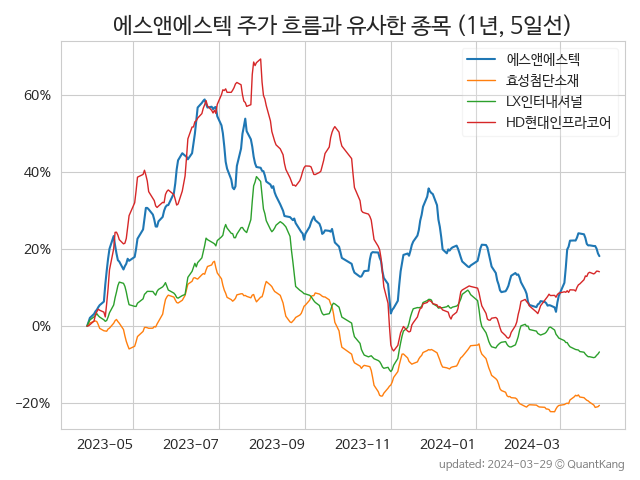 에스앤에스텍 주가 흐름과 유사한 종목 (1년, 5일선)
에스앤에스텍
효성첨단소재
LX인터내셔널
HD현대인프라코어
60%
40%
20%
0%
−20%
2023-05 2023-07 2023-09 2023-11 2024-01 2024-03
updated: 2024-03-29 © QuantKang